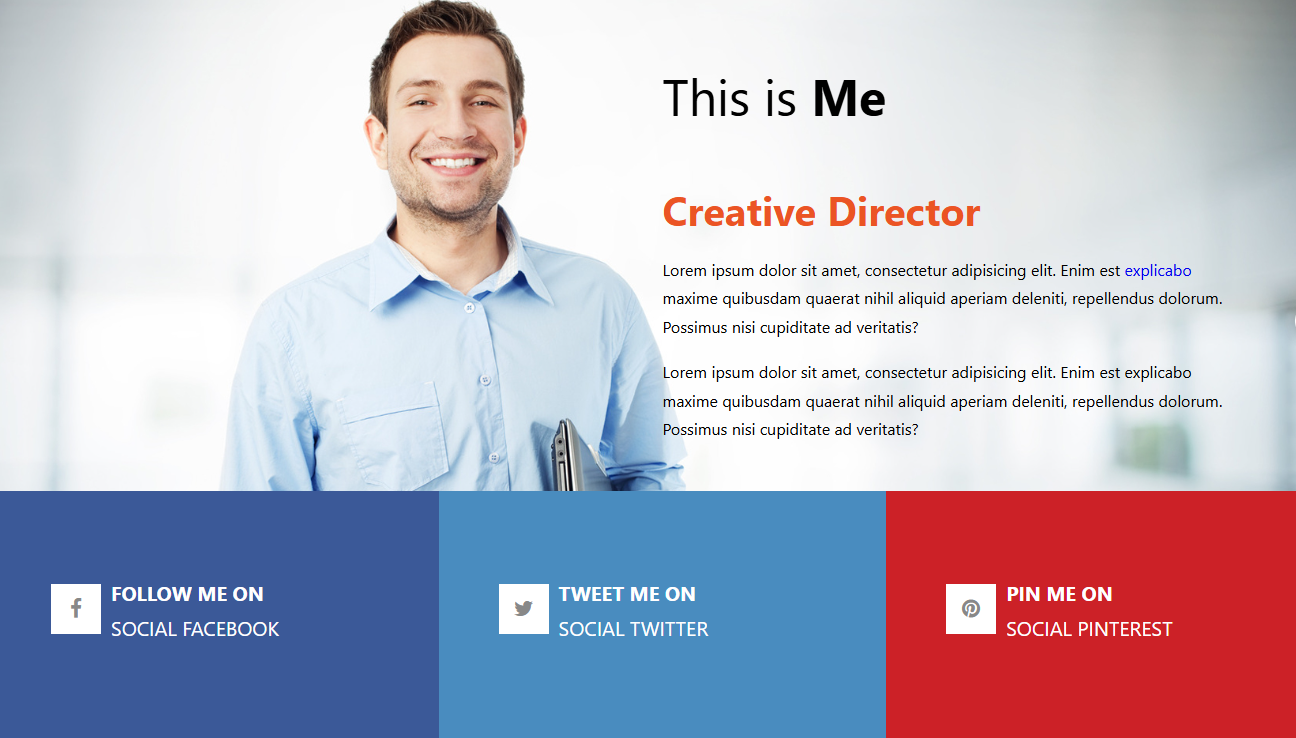 This is Me
Creative Director
Lorem ipsum dolor sit amet, consectetur adipisicing elit. Enim est explicabo
maxime quibusdam quaerat nihil aliquid aperiam deleniti, repellendus dolorum.
Possimus nisi cupiditate ad veritatis?
Lorem ipsum dolor sit amet, consectetur adipisicing elit. Enim est explicabo
maxime quibusdam quaerat nihil aliquid aperiam deleniti, repellendus dolorum.
Possimus nisi cupiditate ad veritatis?
FOLLOW ME ON
SOCIAL FACEBOOK
TWEET ME ON
SOCIAL TWITTER
PIN ME ON
SOCIAL PINTEREST